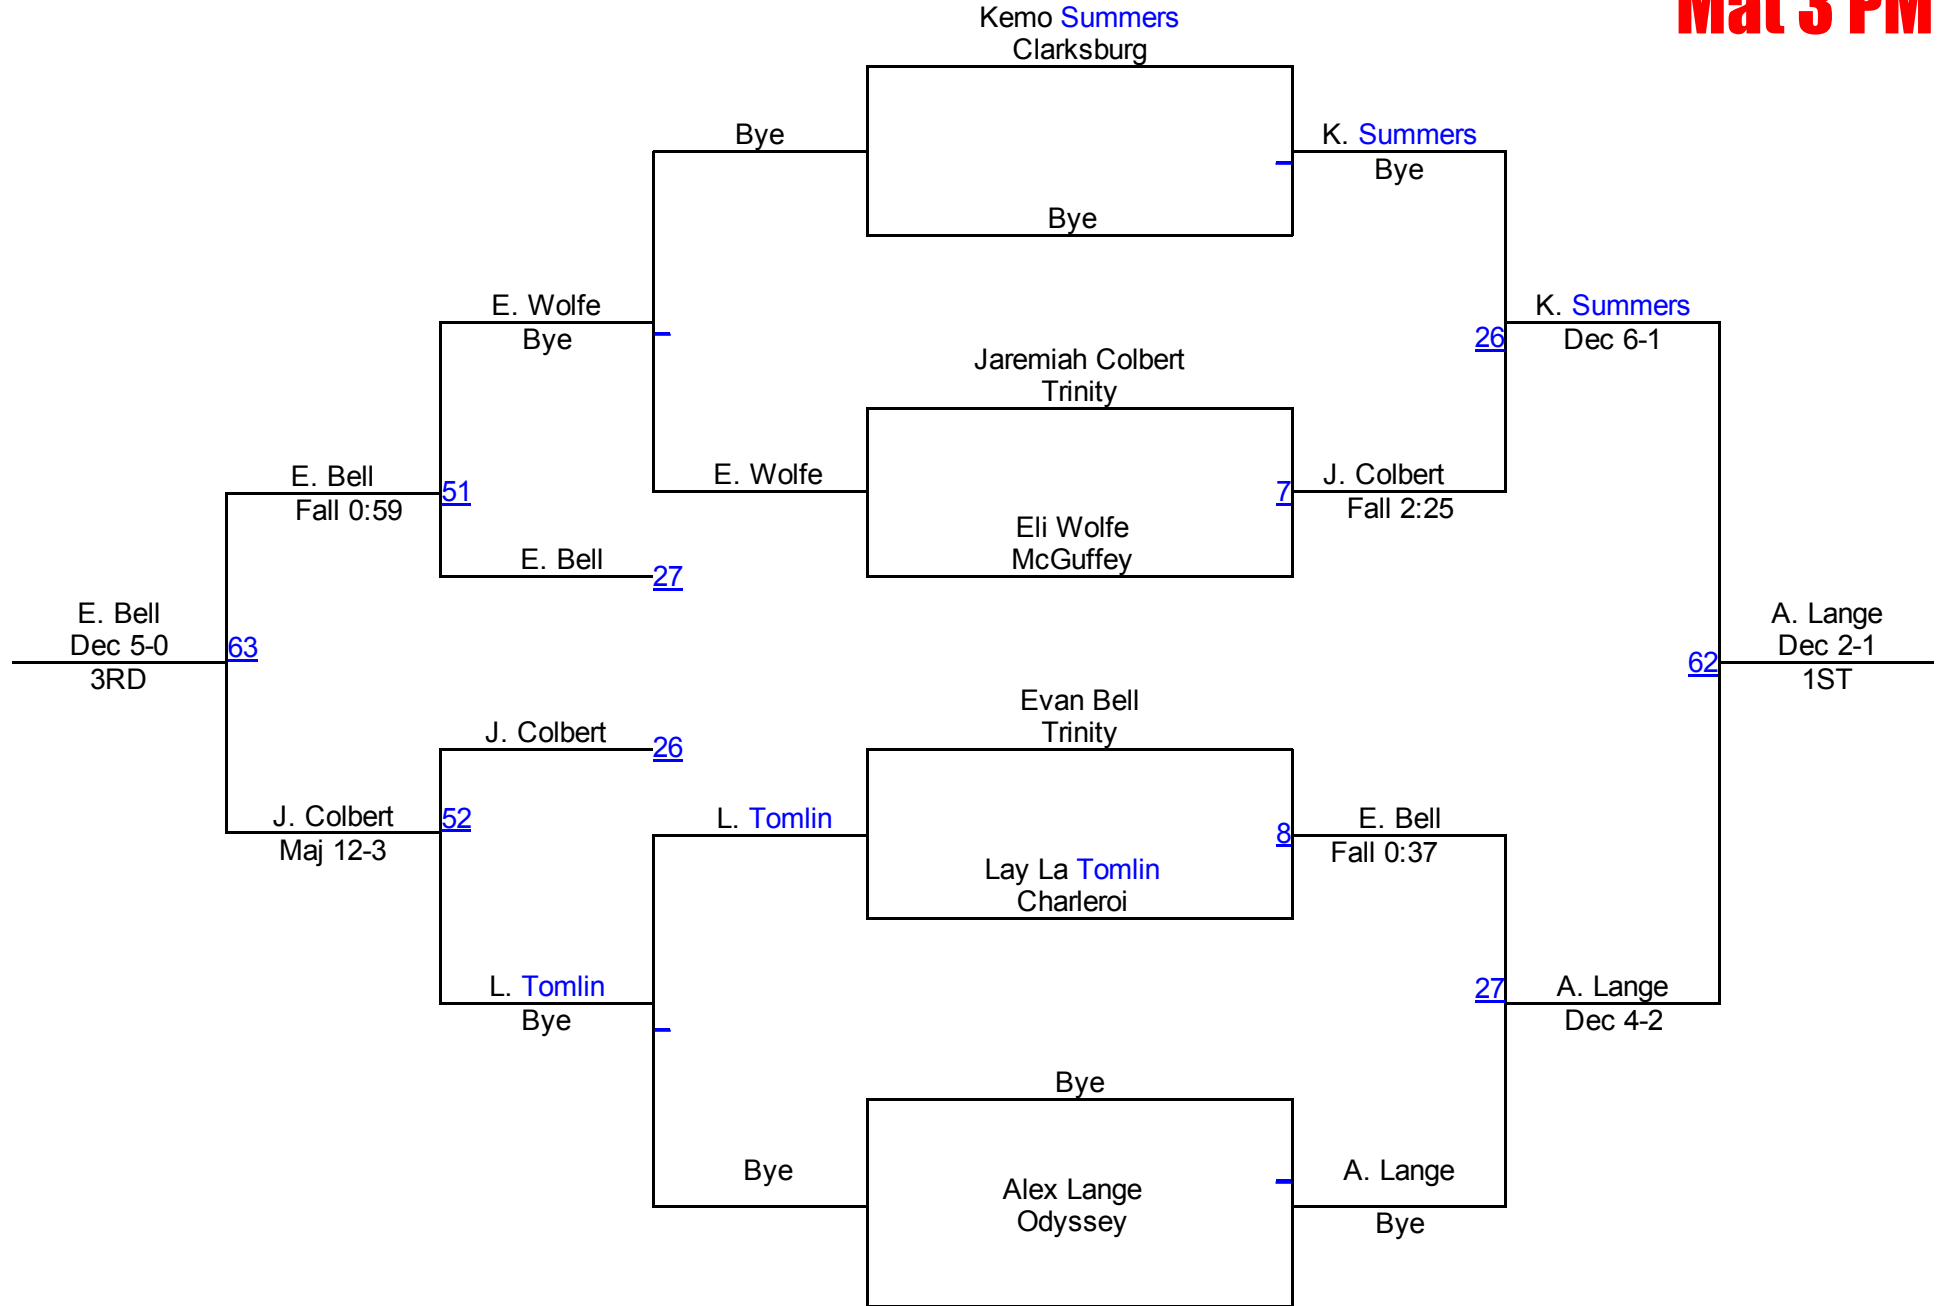 Mat 3 PM
Kemo Summers
Clarksburg
Bye
K. Summers
Bye
Bye
E. Wolfe
Bye
K. Summers
Dec 6-1
26
Jaremiah Colbert
Trinity
E. Wolfe
7
J. Colbert
Fall 2:25
Eli Wolfe
McGuffey
E. Bell
Fall 0:59
51
E. Bell
27
E. Bell
Dec 5-0
3RD
63
A. Lange
Dec 2-1
1ST
62
Evan Bell
Trinity
J. Colbert
26
J. Colbert
Maj 12-3
52
L. Tomlin
8
E. Bell
Fall 0:37
Lay La Tomlin
Charleroi
L. Tomlin
Bye
27
A. Lange
Dec 4-2
Bye
Bye
Alex Lange
Odyssey
A. Lange
Bye